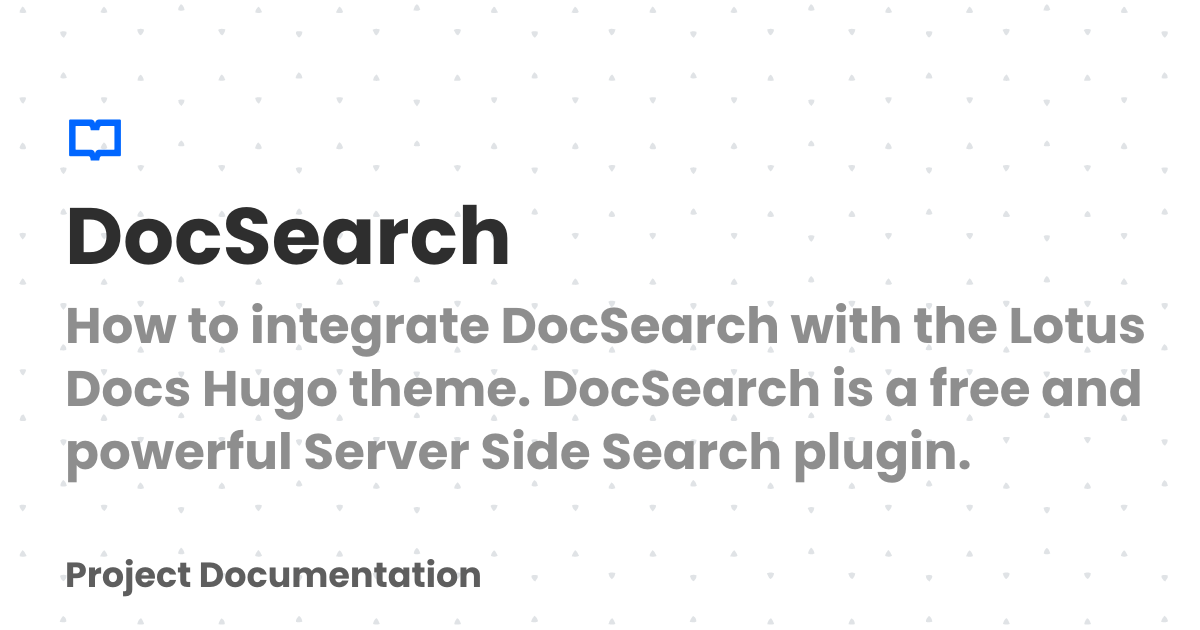 DocSearch
How to integrate DocSearch with the Lotus
Docs Hugo theme. DocSearch is a free and
powerful Server Side Search plugin.
Project Documentation